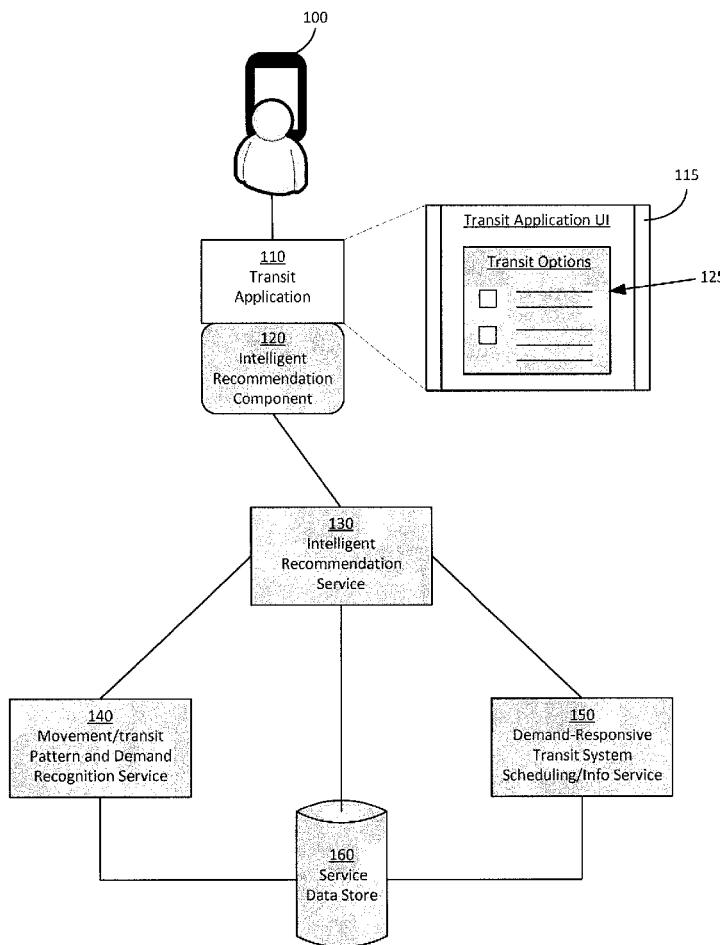 100
115
Transit Application UI
110
Transit
Application
Transit Options
125
120
Intelligent
Recommendation
Component
130
Intelligent
Recommendation
Service
140
Movement/transit
Pattern and Demand
Recognition Service
150
Demand-Responsive
Transit System
Scheduling/Info Service
160
Service
Data Store